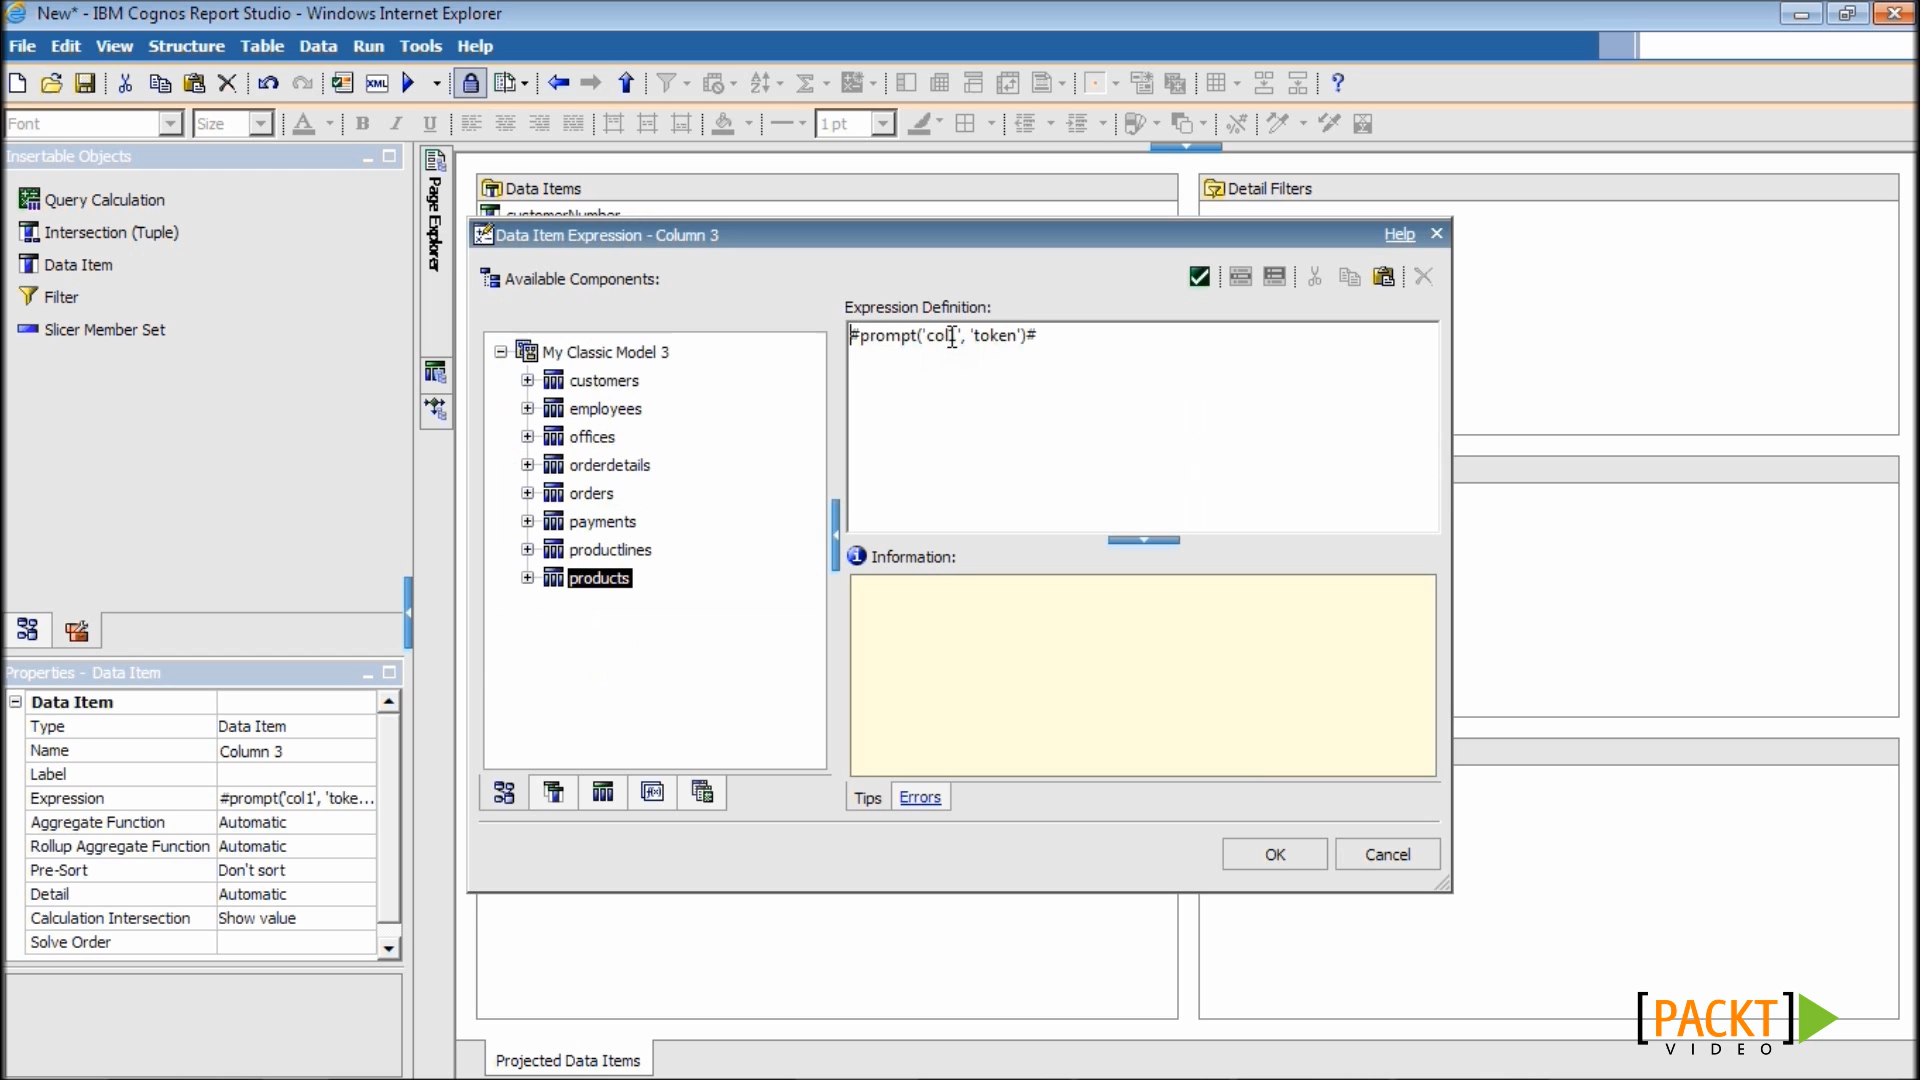 New* - IBM Cognos Report Studio - Windows Internet Explorer
File Edit View Structure Table Data Run Tools Help
XML
Font Size A B I U 1 pt
Insertable Objects
Query Calculation
Intersection (Tuple)
Data Item
Filter
Slicer Member Set
Page Explorer
Data Items
customerNumber
Detail Filters
Data Item Expression - Column 3
Help
Available Components:
My Classic Model 3
customers
employees
offices
orderdetails
orders
payments
productlines
products
Expression Definition:
#prompt('col1', 'token')#
Information:
Tips Errors
OK Cancel
Properties - Data Item
Data Item
Type Data Item
Name Column 3
Label
Expression #prompt('col1', 'toke...
Aggregate Function Automatic
Rollup Aggregate Function Automatic
Pre-Sort Don't sort
Detail Automatic
Calculation Intersection Show value
Solve Order
Projected Data Items
[PACKT]
VIDEO